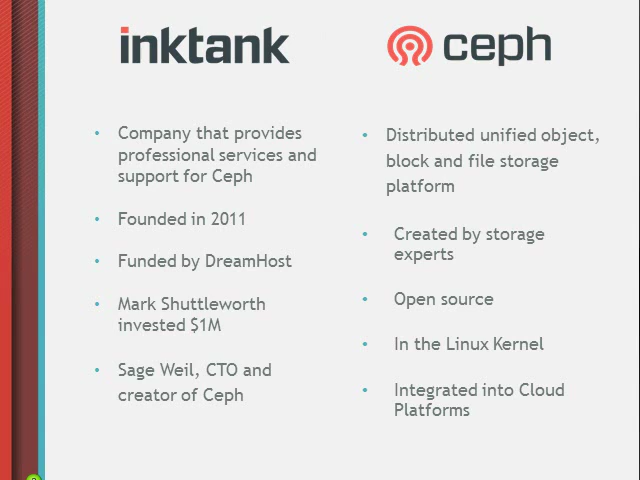 inktank
• Company that provides
professional services and
support for Ceph
• Founded in 2011
• Funded by DreamHost
• Mark Shuttleworth
invested $1M
• Sage Weil, CTO and
creator of Ceph
ceph
• Distributed unified object,
block and file storage
platform
• Created by storage
experts
• Open source
• In the Linux Kernel
• Integrated into Cloud
Platforms